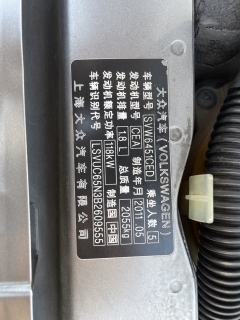 大众汽车(VOLKSWAGEN)
车辆型号 SVW6451CED 乘坐人数 5
发动机型号 CEA 制造年月 2011.05
发动机排量 1.8 L 总质量 2055kg
发动机额定功率 118kW 制造国 中国
车辆识别代号 LSVUC65N3B2609555
上海大众汽车有限公司